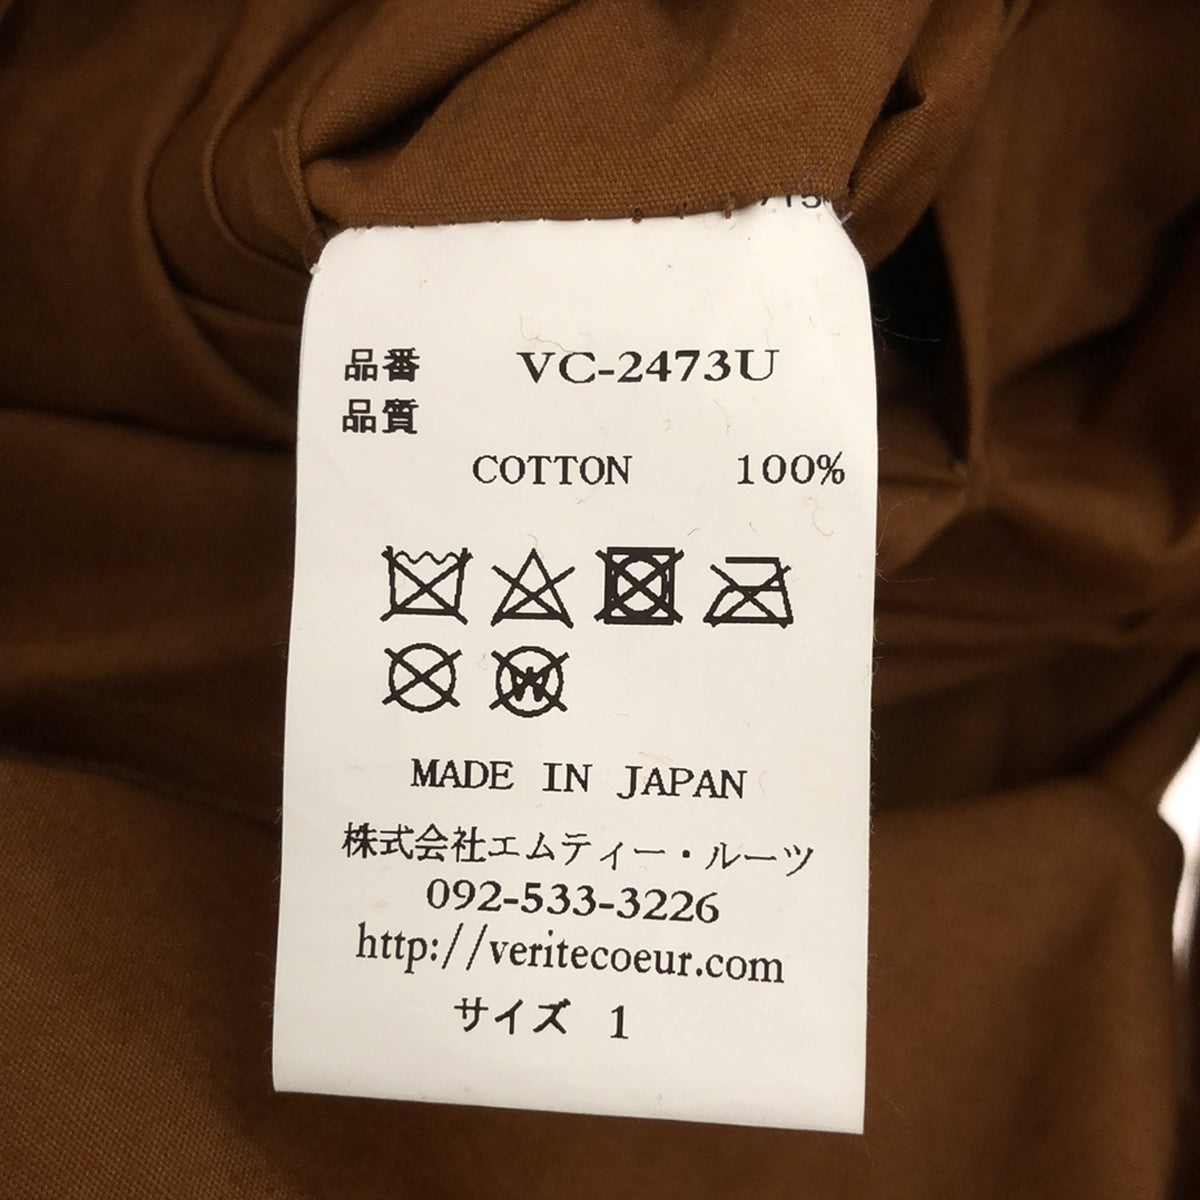 品番 VC-2473U
品質
COTTON 100%
MADE IN JAPAN
株式会社エムティー・ルーツ
092-533-3226
http://veritecoeur.com
サイズ 1